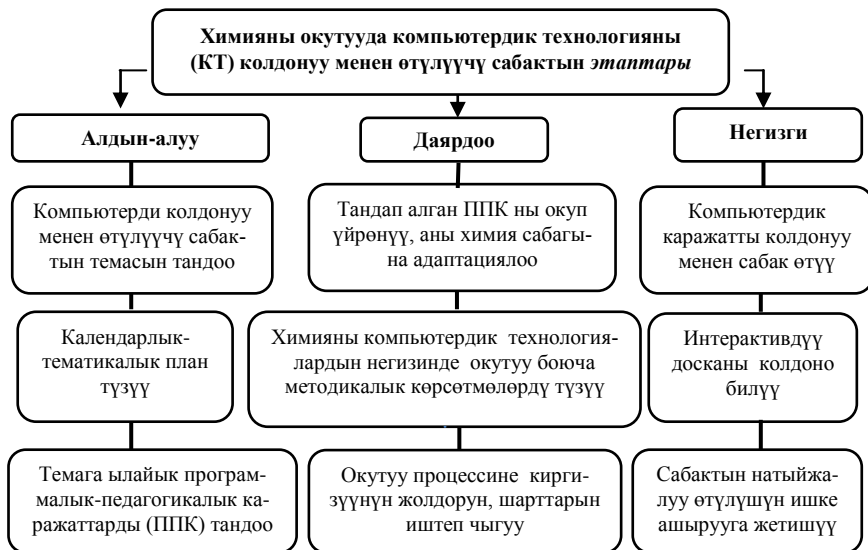 Химияны окутууда компьютердик технологияны
(КТ) колдонуу менен өтүлүүчү сабактын этаптары
Алдын-алуу
Даярдоо
Негизги
Компьютерди колдонуу
менен өтүлүүчү сабак-
тын темасын тандоо
Тандап алган ППК ны окуп
үйрөнүү, аны химия сабагы-
на адаптациялоо
Компьютердик
каражатты колдонуу
менен сабак өтүү
Календарлык-
тематикалык план
түзүү
Химияны компьютердик технология-
лардын негизинде окутуу боюча
методикалык көрсөтмөлөрдү түзүү
Интерактивдүү
досканы колдоно
билүү
Темага ылайык програм-
малык-педагогикалык ка-
ражаттарды (ППК) тандоо
Окутуу процессине кирги-
зүүнүн жолдорун, шарттарын
иштеп чыгуу
Сабактын натыйжа-
луу өтүлүшүн ишке
ашырууга жетишүү